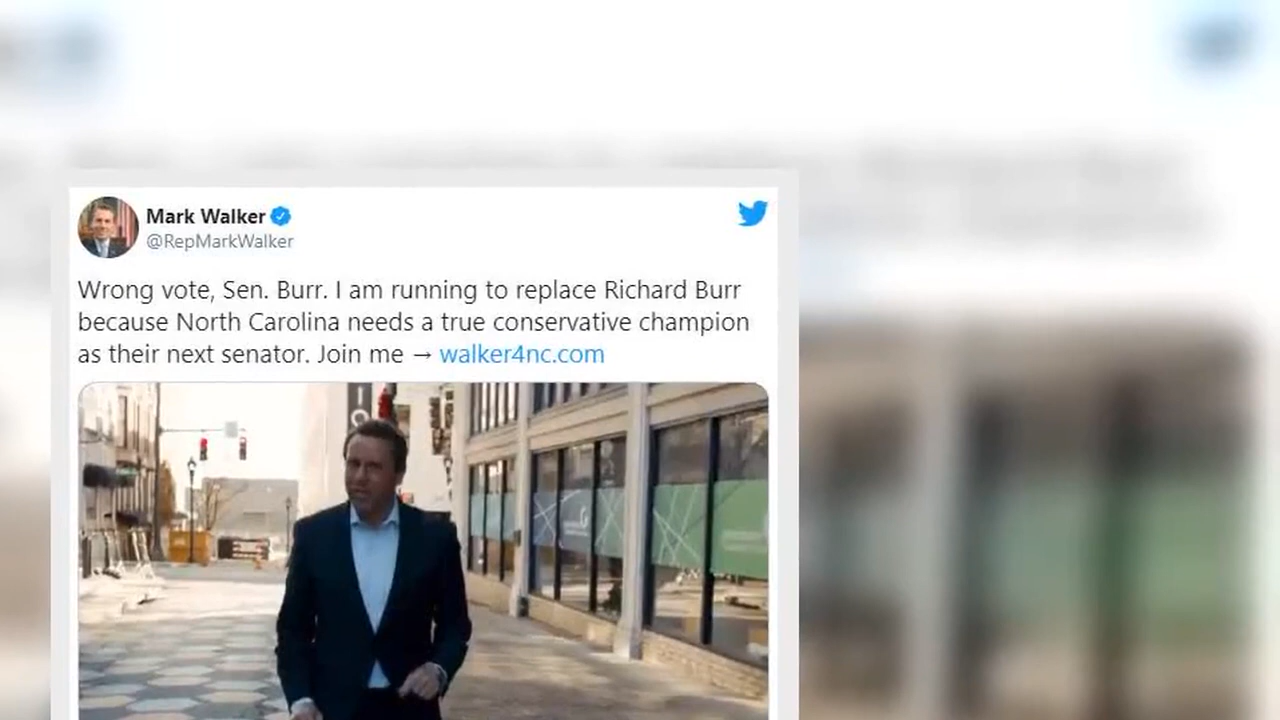 Mark Walker
@RepMarkWalker
Wrong vote, Sen. Burr. I am running to replace Richard Burr
because North Carolina needs a true conservative champion
as their next senator. Join me → walker4nc.com